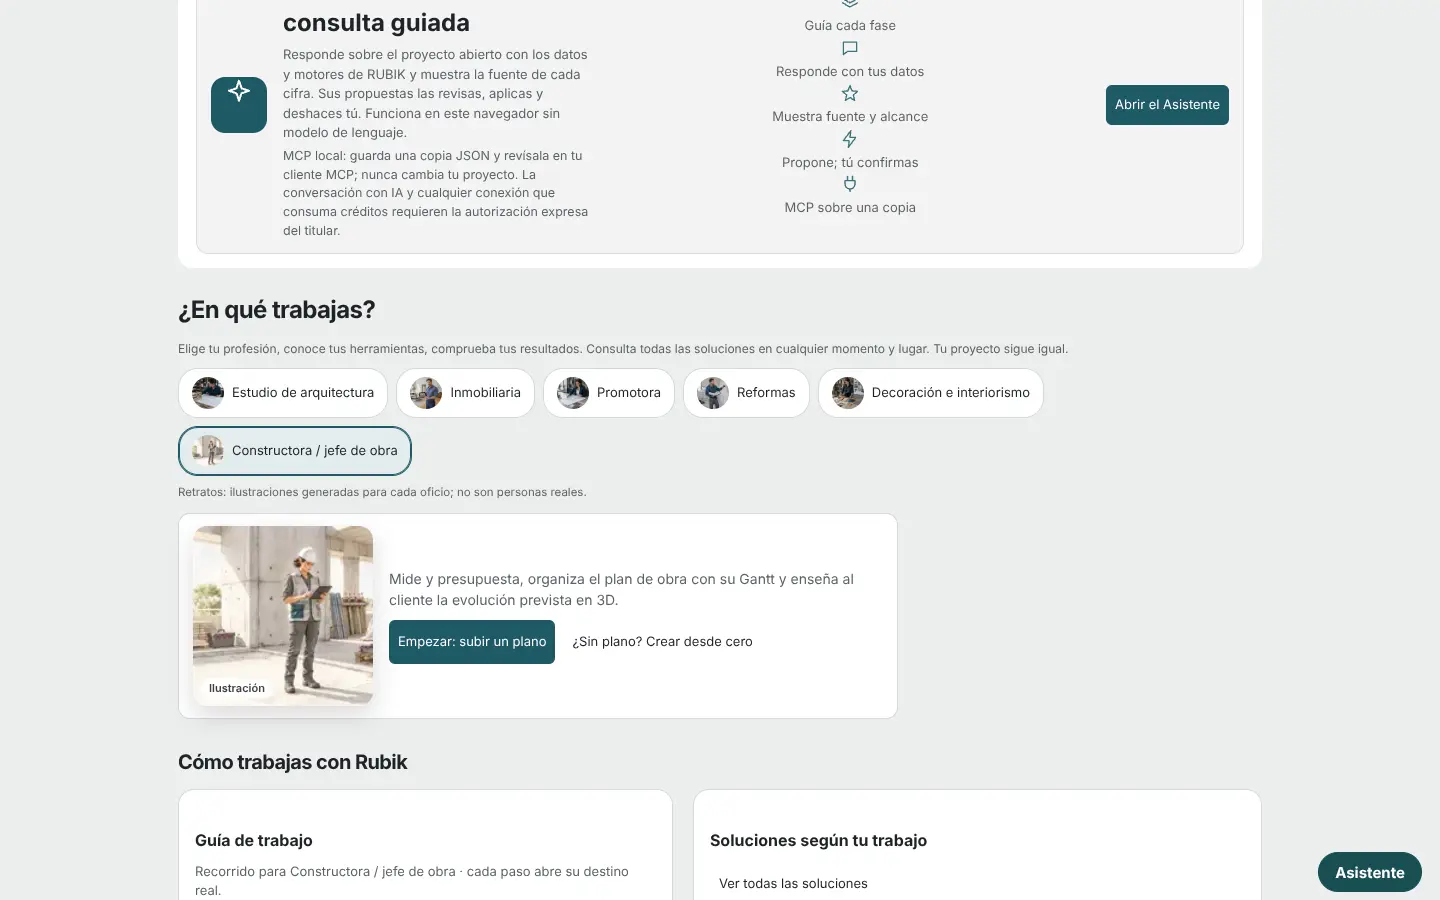 consulta guiada
Responde sobre el proyecto abierto con los datos
y motores de RUBIK y muestra la fuente de cada
cifra. Sus propuestas las revisas, aplicas y
deshaces tú. Funciona en este navegador sin
modelo de lenguaje.
MCP local: guarda una copia JSON y revísala en tu
cliente MCP; nunca cambia tu proyecto. La
conversación con IA y cualquier conexión que
consuma créditos requieren la autorización expresa
del titular.
Guía cada fase
Responde con tus datos
Muestra fuente y alcance
Propone; tú confirmas
MCP sobre una copia
Abrir el Asistente
¿En qué trabajas?
Elige tu profesión, conoce tus herramientas, comprueba tus resultados. Consulta todas las soluciones en cualquier momento y lugar. Tu proyecto sigue igual.
Estudio de arquitectura
Inmobiliaria
Promotora
Reformas
Decoración e interiorismo
Constructora / jefe de obra
Retratos: ilustraciones generadas para cada oficio; no son personas reales.
Ilustración
Mide y presupuesta, organiza el plan de obra con su Gantt y enseña al
cliente la evolución prevista en 3D.
Empezar: subir un plano
¿Sin plano? Crear desde cero
Cómo trabajas con Rubik
Guía de trabajo
Recorrido para Constructora / jefe de obra · cada paso abre su destino
real.
Soluciones según tu trabajo
Ver todas las soluciones
Asistente